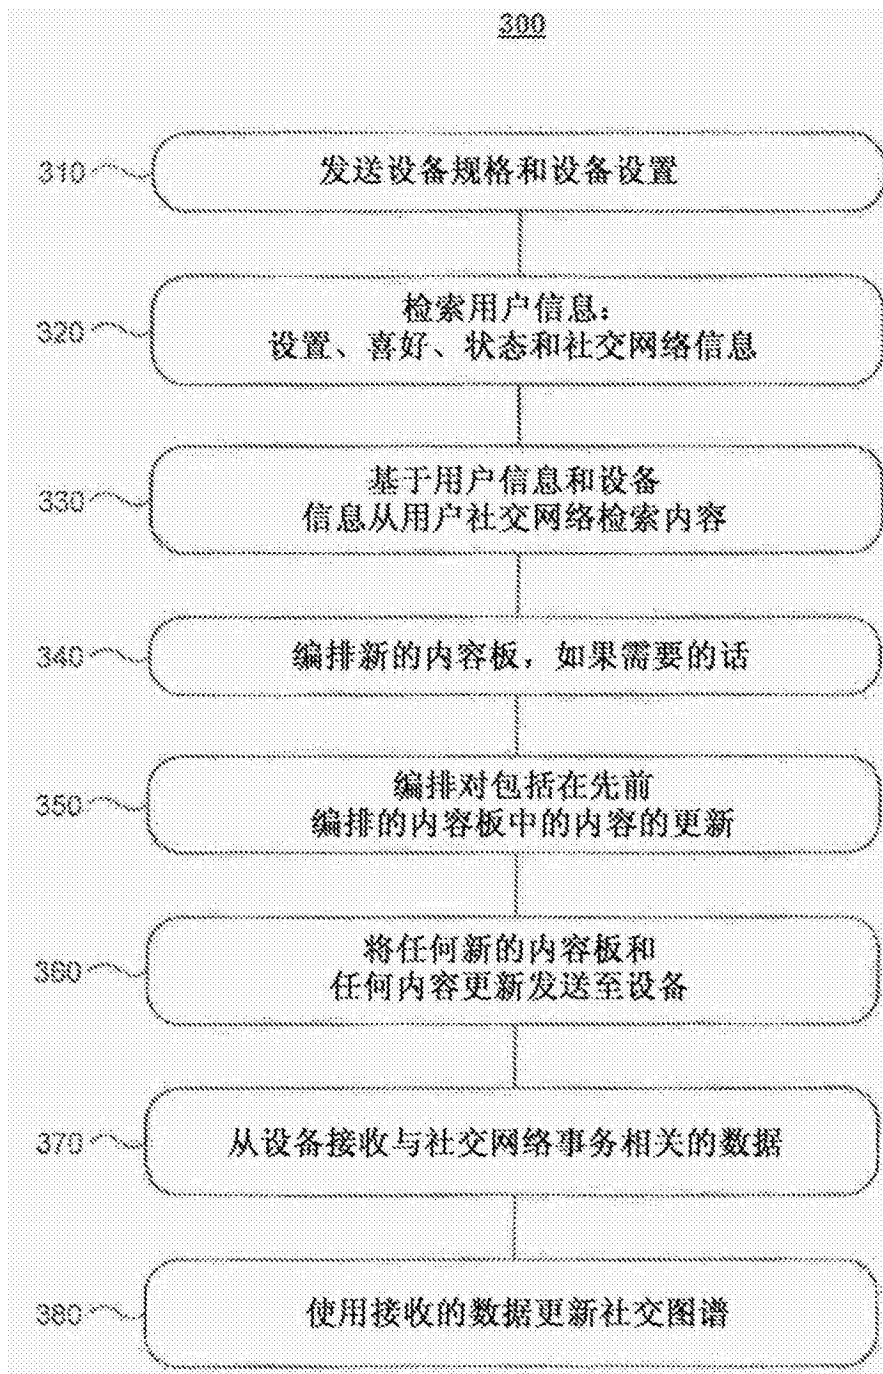 300
310
发送设备规格和设备设置
320
检索用户信息：
设置、喜好、状态和社交网络信息
330
基于用户信息和设备
信息从用户社交网络检索内容
340
编排新的内容板，如果需要的话
350
编排对包括在先前
编排的内容板中的内容的更新
360
将任何新的内容板和
任何内容更新发送至设备
370
从设备接收与社交网络事务相关的数据
380
使用接收的数据更新社交图谱